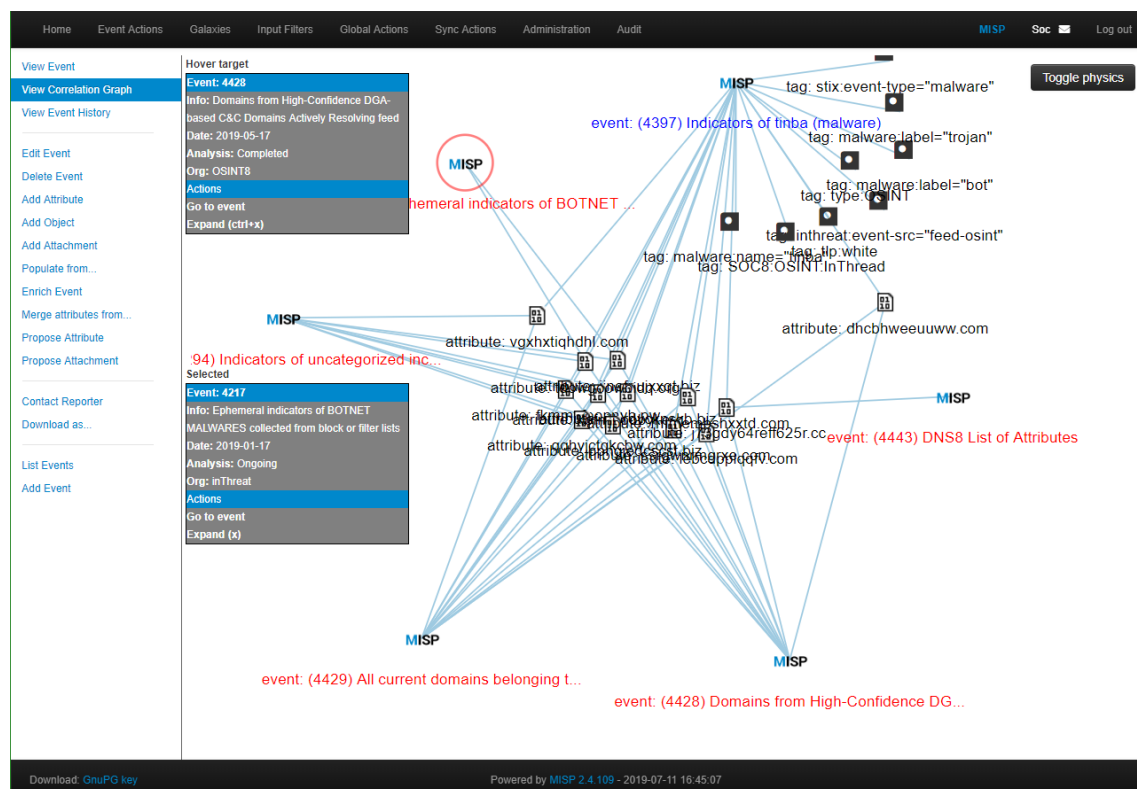 Home Event Actions Galaxies Input Filters Global Actions Sync Actions Administration Audit MISP Soc Log out
View Event
View Correlation Graph
View Event History
Edit Event
Delete Event
Add Attribute
Add Object
Add Attachment
Populate from...
Enrich Event
Merge attributes from...
Propose Attribute
Propose Attachment
Contact Reporter
Download as...
List Events
Add Event
Hover target
Event: 4428
Info: Domains from High-Confidence DGA-
based C&C Domains Actively Resolving feed
Date: 2019-05-17
Analysis: Completed
Org: OSINT8
Actions
Go to event
Expand (ctrl+x)
Selected
Event: 4217
Info: Ephemeral indicators of BOTNET
MALWARES collected from block or filter lists
Date: 2019-01-17
Analysis: Ongoing
Org: inThreat
Actions
Go to event
Expand (x)
Toggle physics
MISP
tag: stix:event-type="malware"
event: (4397) Indicators of tinba (malware)
tag: malware:label="trojan"
MISP
tag: malware:label="bot"
tag: type:OSINT
hemeral indicators of BOTNET ...
tag: inthreat:event-src="feed-osint"
tag: tlp:white
tag: malware:name="tinba"
tag: SOC8:OSINT:InThread
MISP
attribute: dhcbhweeuuww.com
attribute: vgxhxtiqhdhl.com
:94) Indicators of uncategorized inc...
MISP
event: (4443) DNS8 List of Attributes
MISP
event: (4429) All current domains belonging t...
MISP
event: (4428) Domains from High-Confidence DG...
Download: GnuPG key
Powered by MISP 2.4.109 - 2019-07-11 16:45:07